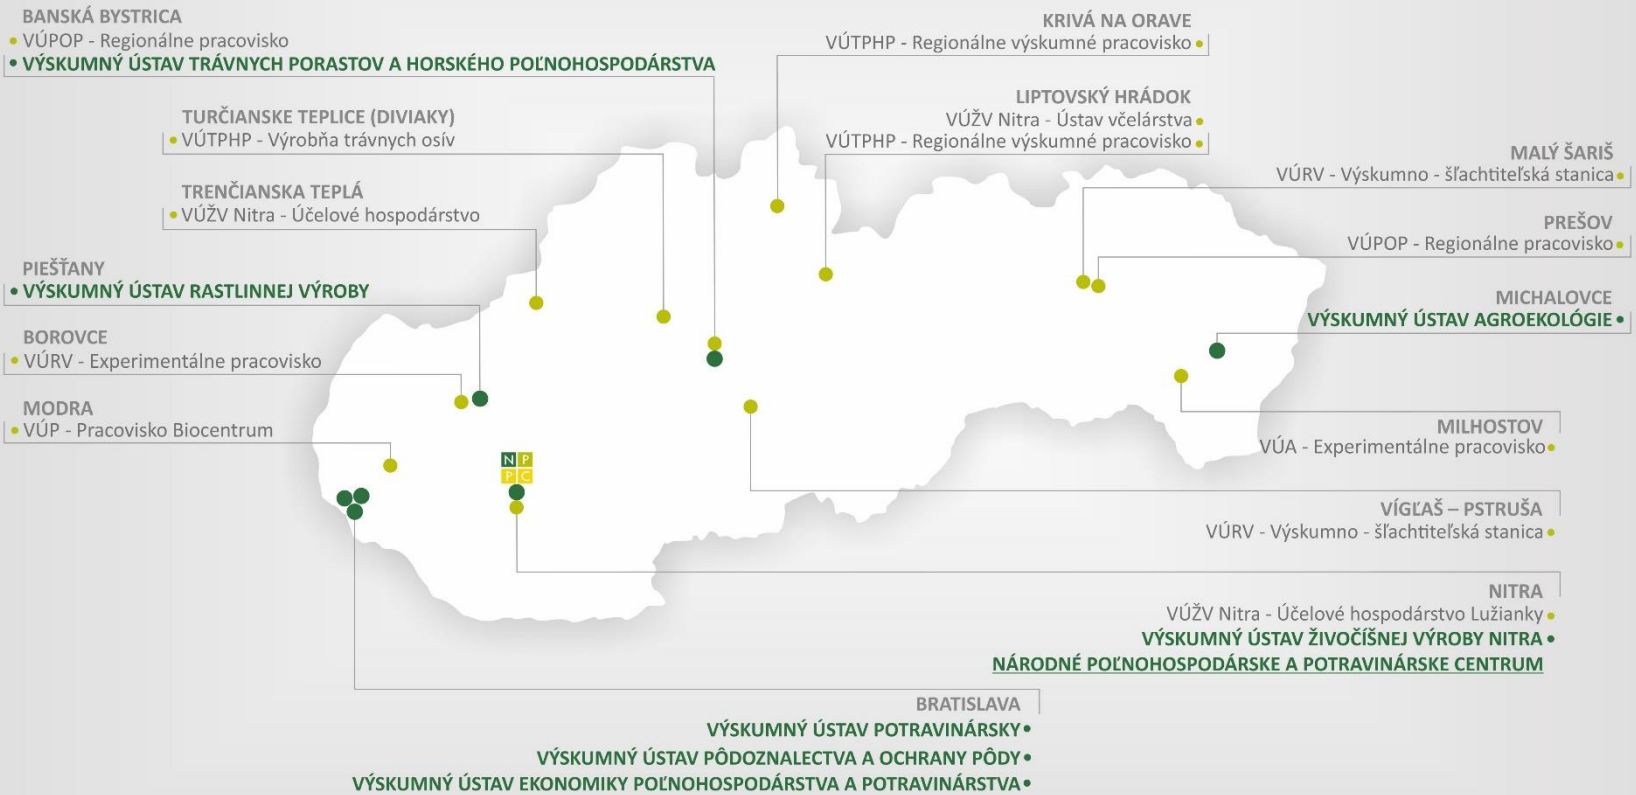 BANSKÁ BYSTRICA
• VÚPOP - Regionálne pracovisko
• VÝSKUMNÝ ÚSTAV TRÁVNYCH PORASTOV A HORSKÉHO POĽNOHOSPODÁRSTVA
TURČIANSKE TEPLICE (DIVIAKY)
• VÚTPHP - Výrobňa trávnych osív
TRENČIANSKA TEPLÁ
• VÚŽV Nitra - Účelové hospodárstvo
PIEŠŤANY
• VÝSKUMNÝ ÚSTAV RASTLINNEJ VÝROBY
BOROVCE
• VÚRV - Experimentálne pracovisko
MODRA
• VÚP - Pracovisko Biocentrum
KRIVÁ NA ORAVE
VÚTPHP - Regionálne výskumné pracovisko •
LIPTOVSKÝ HRÁDOK
VÚŽV Nitra - Ústav včelárstva •
VÚTPHP - Regionálne výskumné pracovisko •
MALÝ ŠARIŠ
VÚRV - Výskumno - šľachtiteľská stanica •
PREŠOV
VÚPOP - Regionálne pracovisko •
MICHALOVCE
VÝSKUMNÝ ÚSTAV AGROEKOLÓGIE •
MILHOSTOV
VÚA - Experimentálne pracovisko •
VÍGĽAŠ – PSTRUŠA
VÚRV - Výskumno - šľachtiteľská stanica •
N P
P C
NITRA
VÚŽV Nitra - Účelové hospodárstvo Lužianky •
VÝSKUMNÝ ÚSTAV ŽIVOČÍŠNEJ VÝROBY NITRA •
NÁRODNÉ POĽNOHOSPODÁRSKE A POTRAVINÁRSKE CENTRUM
BRATISLAVA
VÝSKUMNÝ ÚSTAV POTRAVINÁRSKY •
VÝSKUMNÝ ÚSTAV PÔDOZNALECTVA A OCHRANY PÔDY •
VÝSKUMNÝ ÚSTAV EKONOMIKY POĽNOHOSPODÁRSTVA A POTRAVINÁRSTVA •